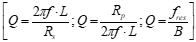 [Q = 2πf·L / R_s ; Q = R_p / 2πf·L ; Q = f_res / B]